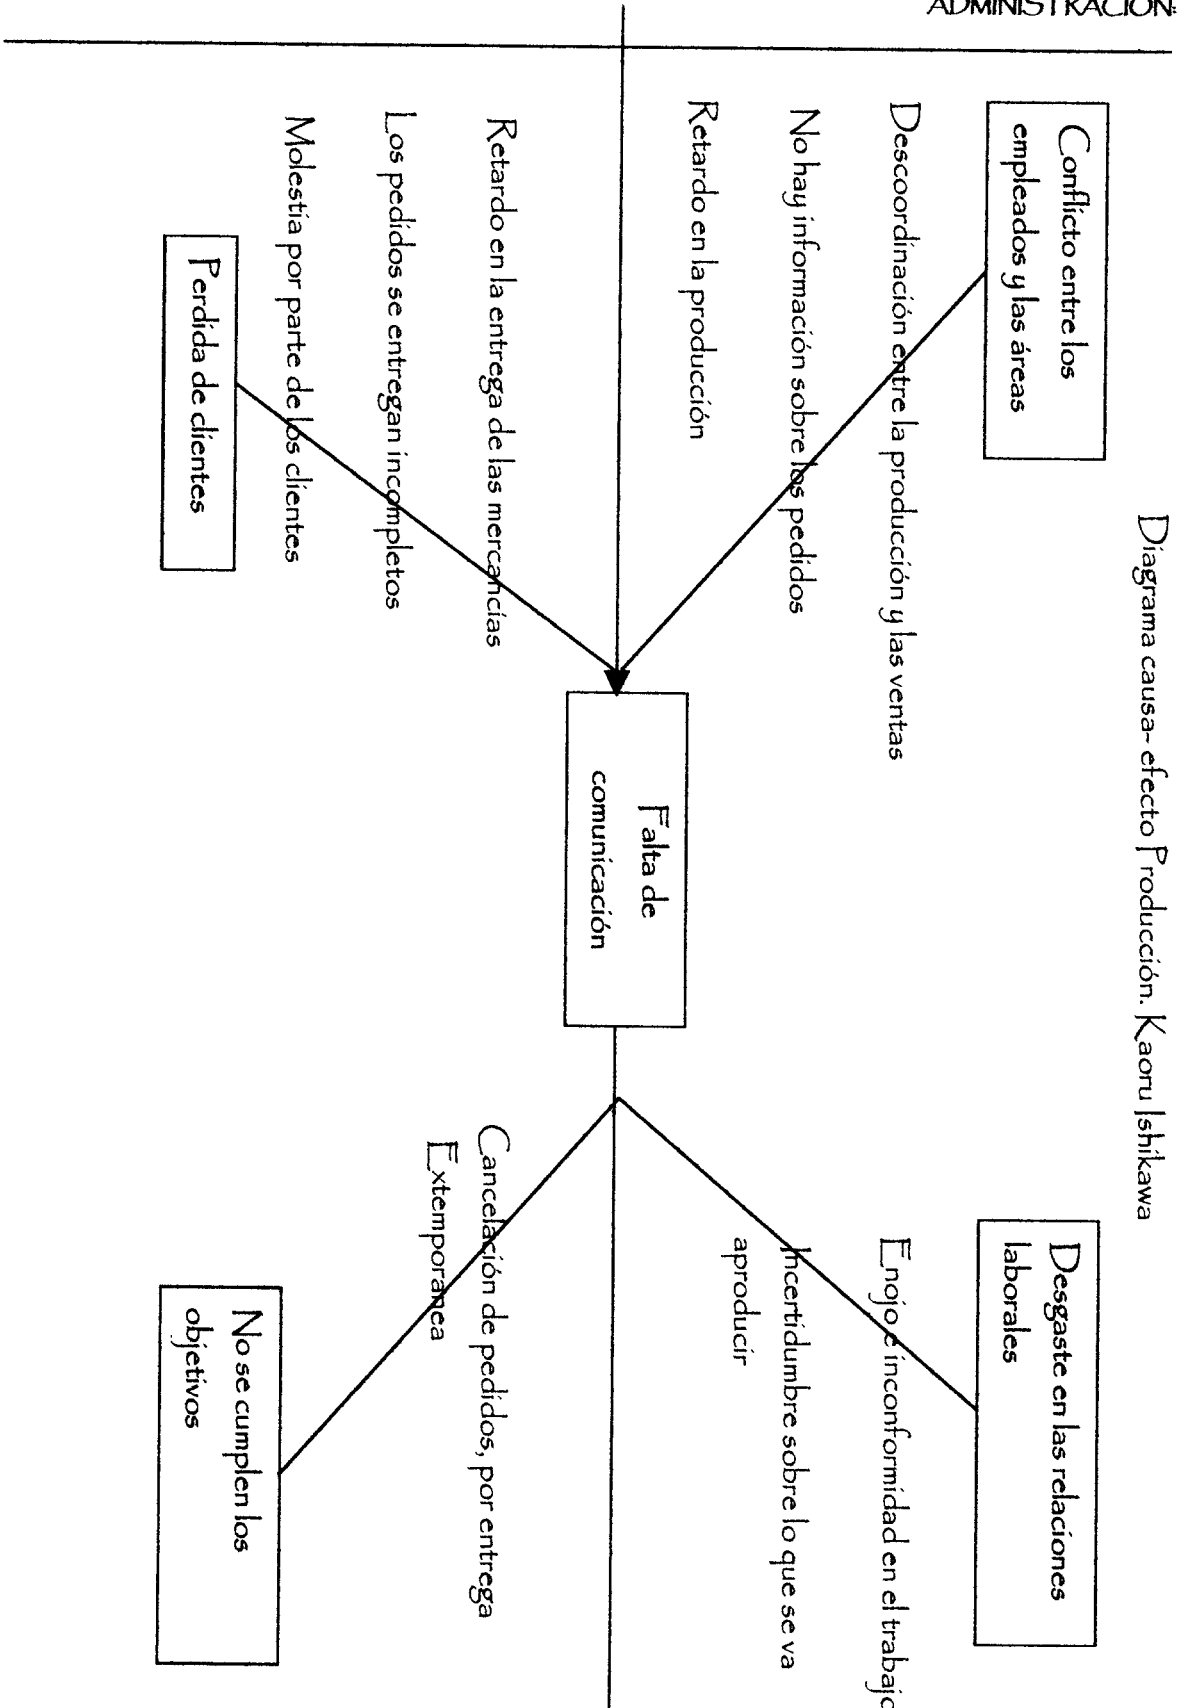 ADMINISTRACIÓN:
Diagrama causa- efecto Producción. Kaoru Ishikawa
Conflicto entre los
empleados y las áreas
Descoordinación entre la producción y las ventas
No hay información sobre los pedidos
Retardo en la producción
Retardo en la entrega de las mercancías
Los pedidos se entregan incompletos
Molestia por parte de los clientes
Perdida de clientes
Falta de
comunicación
Desgaste en las relaciones
laborales
Enojo e inconformidad en el trabajo
Incertidumbre sobre lo que se va
aproducir
Cancelación de pedidos, por entrega
Extemporanea
No se cumplen los
objetivos